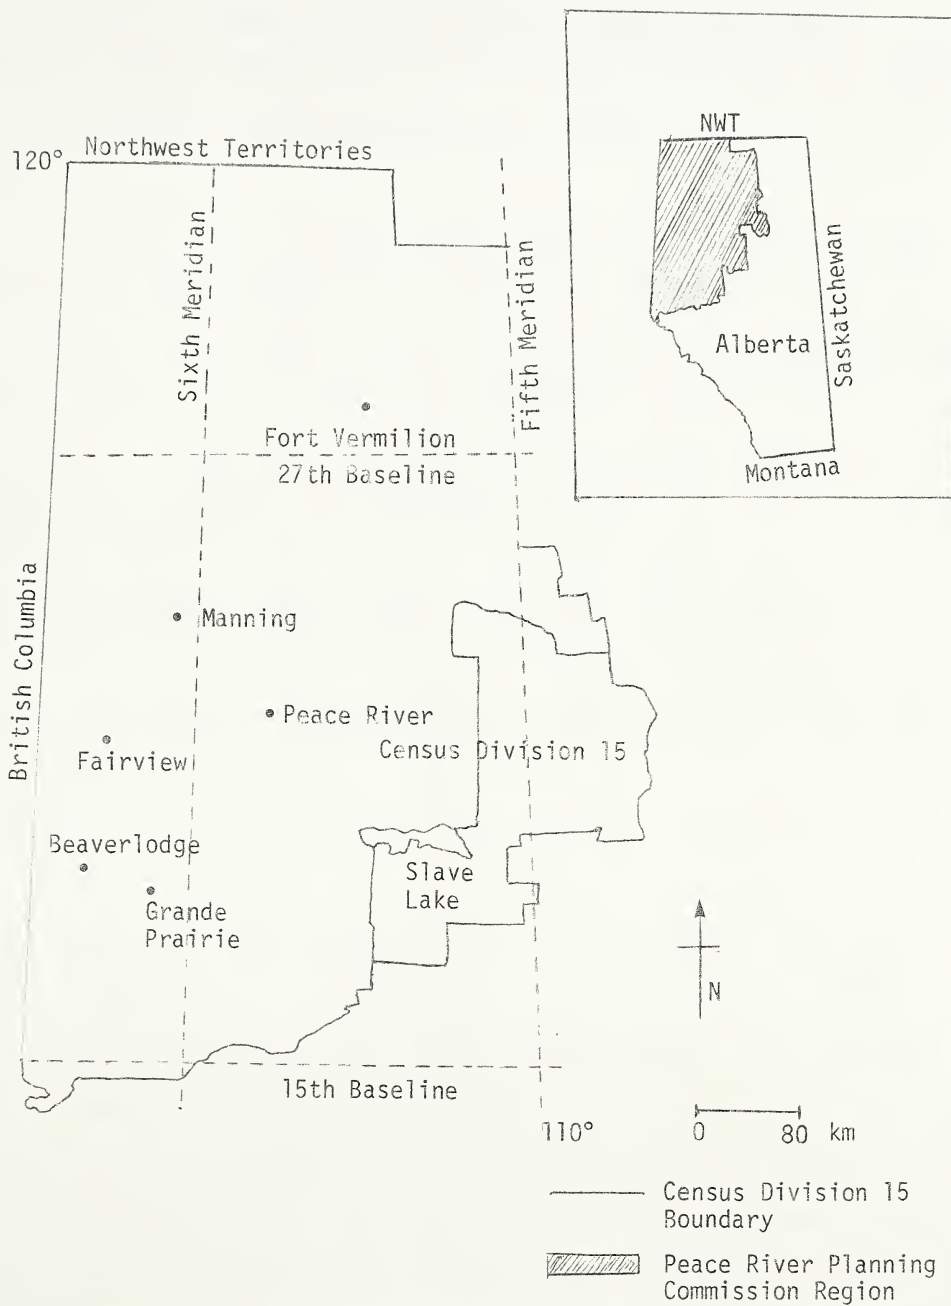 NWT
120°
Northwest Territories
Sixth Meridian
Fifth Meridian
Alberta
Saskatchewan
Montana
Fort Vermilion
27th Baseline
British Columbia
Manning
Peace River
Census Division 15
Fairview
Beaverlodge
Slave
Lake
Grande
Prairie
N
15th Baseline
110°
0 80 km
Census Division 15
Boundary
Peace River Planning
Commission Region